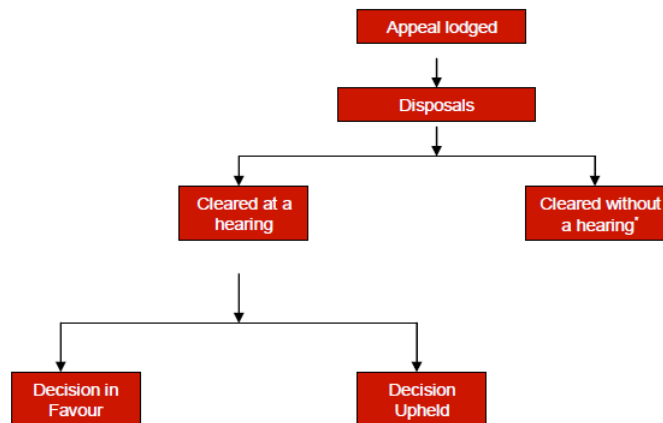 Appeal lodged
Disposals
Cleared at a
hearing
Cleared without
a hearing*
Decision in
Favour
Decision
Upheld